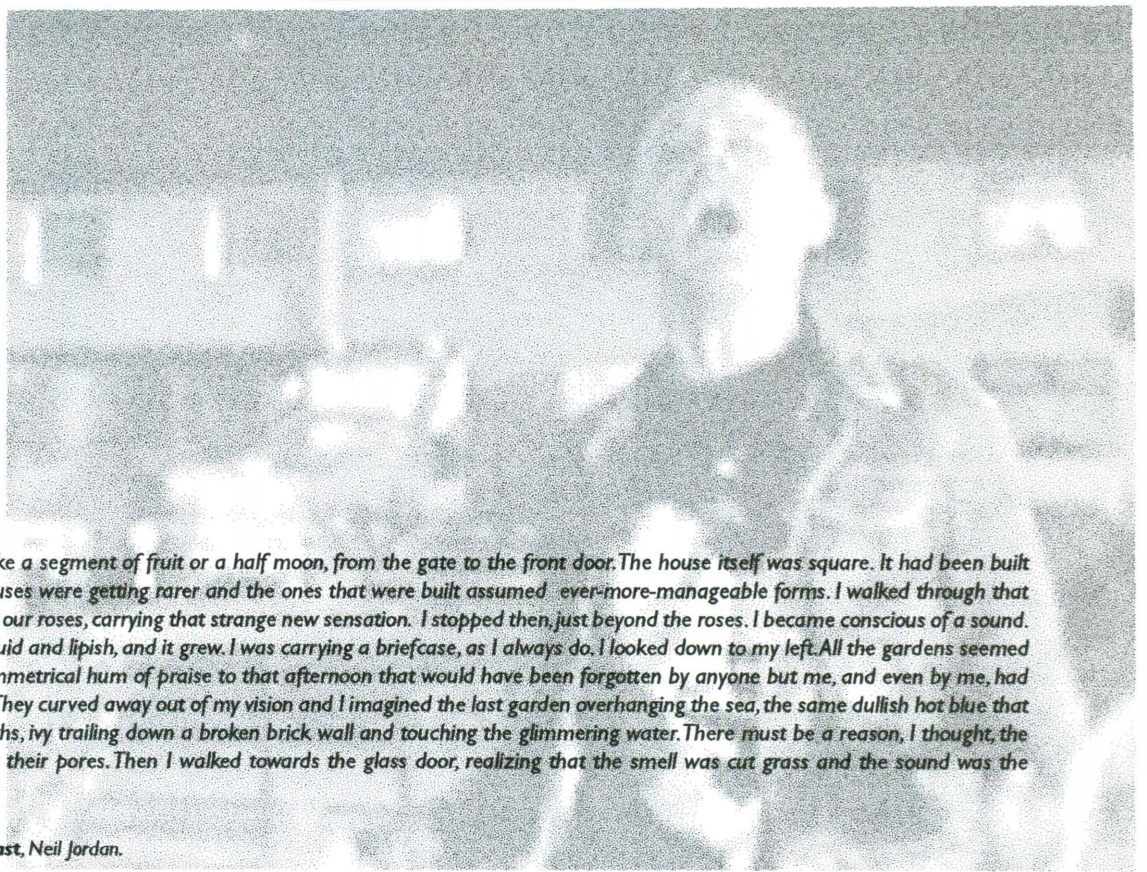 ke a segment of fruit or a half moon, from the gate to the front door. The house itself was square. It had been built
uses were getting rarer and the ones that were built assumed ever-more-manageable forms. I walked through that
our roses, carrying that strange new sensation. I stopped then, just beyond the roses. I became conscious of a sound.
uid and lipish, and it grew. I was carrying a briefcase, as I always do. I looked down to my left. All the gardens seemed
nmetrical hum of praise to that afternoon that would have been forgotten by anyone but me, and even by me, had
They curved away out of my vision and I imagined the last garden overhanging the sea, the same dullish hot blue that
hs, ivy trailing down a broken brick wall and touching the glimmering water. There must be a reason, I thought, the
their pores. Then I walked towards the glass door, realizing that the smell was cut grass and the sound was the
ast, Neil Jordan.